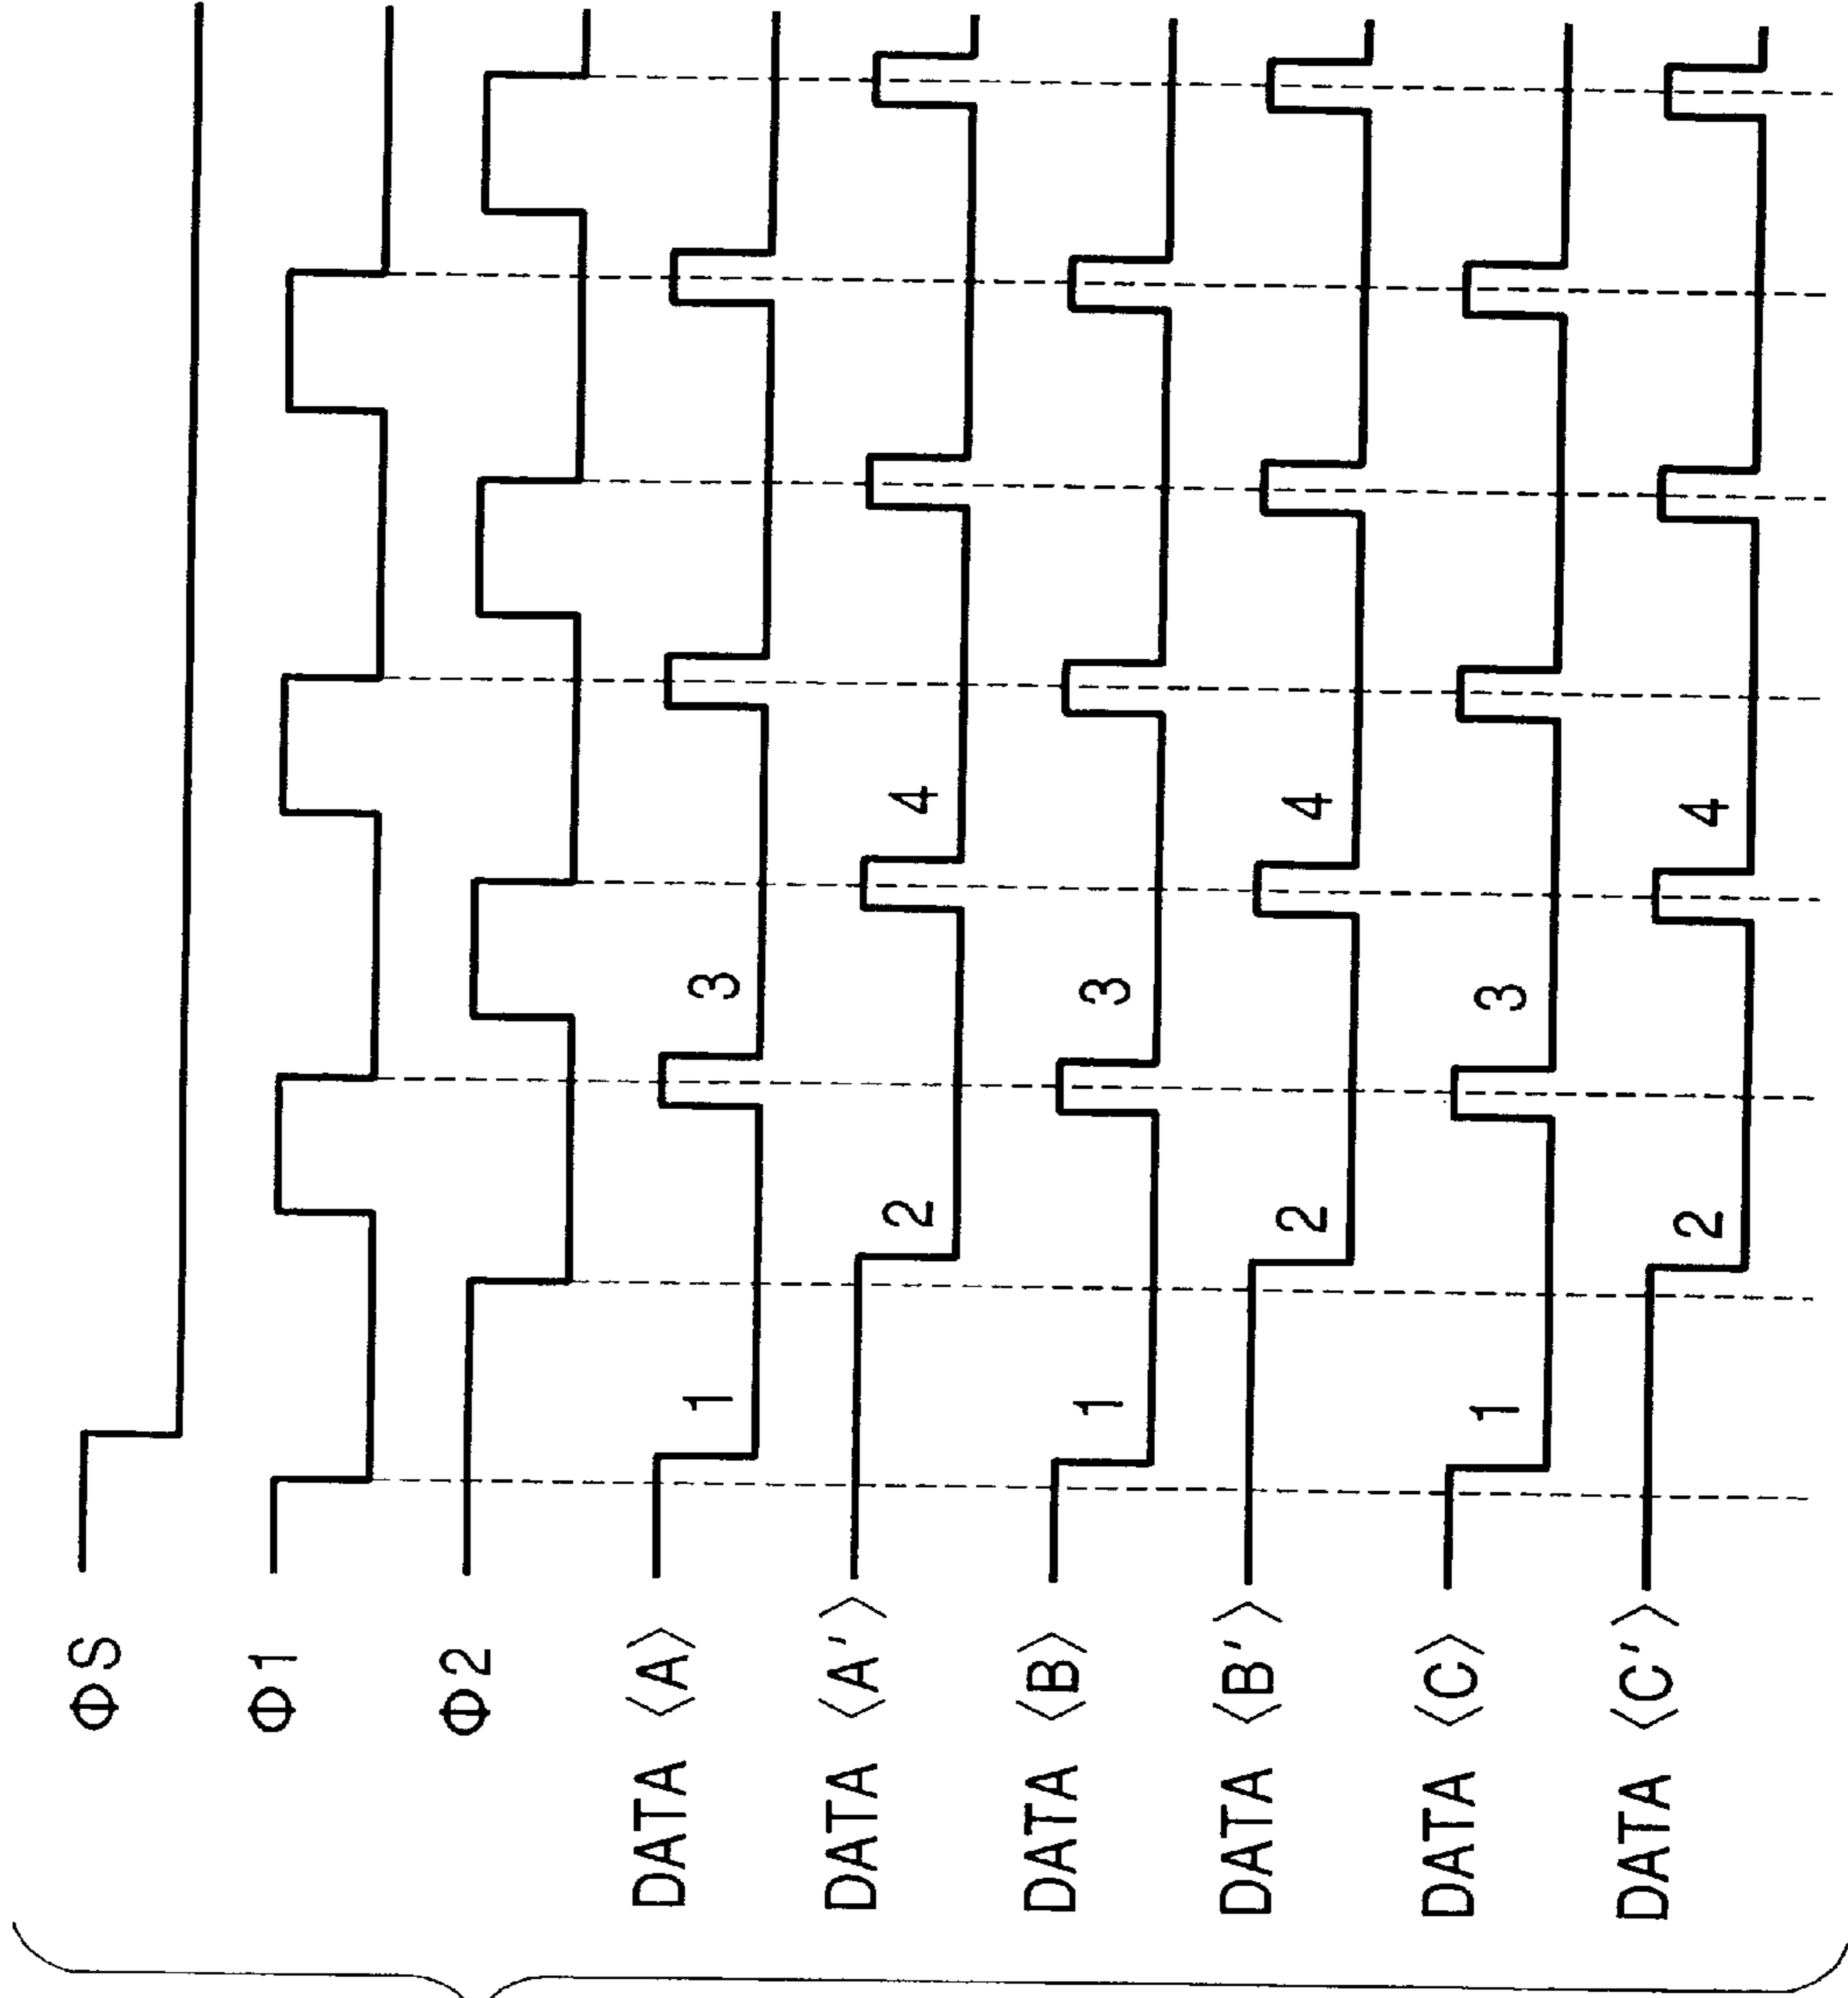 ΦS
Φ1
Φ2
DATA 〈A〉 1 3
DATA 〈A'〉 2 4
DATA 〈B〉 1 3
DATA 〈B'〉 2 4
DATA 〈C〉 1 3
DATA 〈C'〉 2 4